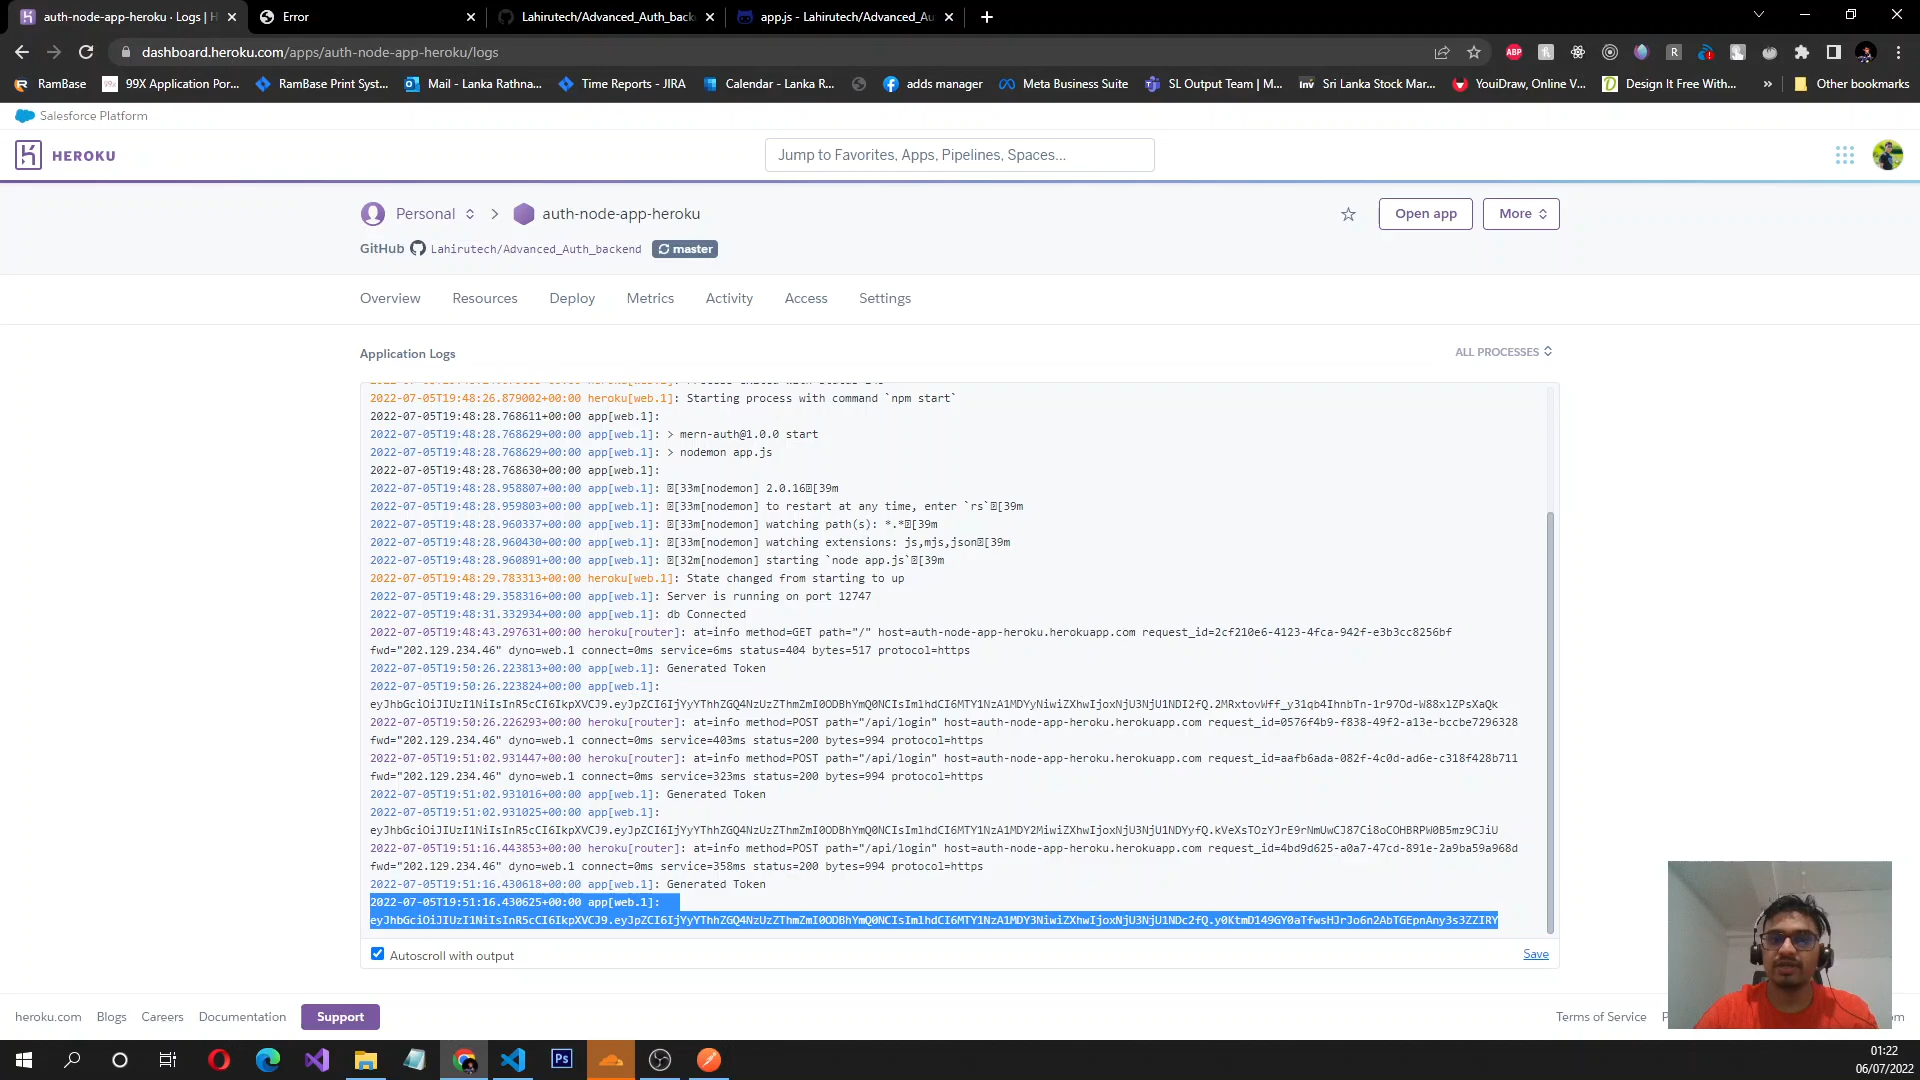 auth-node-app-heroku · Logs | H
Error
Lahirutech/Advanced_Auth_back
app.js - Lahirutech/Advanced_Au
dashboard.heroku.com/apps/auth-node-app-heroku/logs
RamBase
99X Application Por...
RamBase Print Syst...
Mail - Lanka Rathna...
Time Reports - JIRA
Calendar - Lanka R...
adds manager
Meta Business Suite
SL Output Team | M...
Sri Lanka Stock Mar...
YouiDraw, Online V...
Design It Free With...
Other bookmarks
Salesforce Platform
HEROKU
Jump to Favorites, Apps, Pipelines, Spaces...
Personal
auth-node-app-heroku
Open app
More
GitHub Lahirutech/Advanced_Auth_backend master
Overview
Resources
Deploy
Metrics
Activity
Access
Settings
Application Logs
ALL PROCESSES
2022-07-05T19:48:26.879002+00:00 heroku[web.1]: Starting process with command `npm start`
2022-07-05T19:48:28.768611+00:00 app[web.1]:
2022-07-05T19:48:28.768629+00:00 app[web.1]: > mern-auth@1.0.0 start
2022-07-05T19:48:28.768629+00:00 app[web.1]: > nodemon app.js
2022-07-05T19:48:28.768630+00:00 app[web.1]:
2022-07-05T19:48:28.958807+00:00 app[web.1]: [33m[nodemon] 2.0.16[39m
2022-07-05T19:48:28.959803+00:00 app[web.1]: [33m[nodemon] to restart at any time, enter `rs`[39m
2022-07-05T19:48:28.960337+00:00 app[web.1]: [33m[nodemon] watching path(s): *.*[39m
2022-07-05T19:48:28.960430+00:00 app[web.1]: [33m[nodemon] watching extensions: js,mjs,json[39m
2022-07-05T19:48:28.960891+00:00 app[web.1]: [32m[nodemon] starting `node app.js`[39m
2022-07-05T19:48:29.783313+00:00 heroku[web.1]: State changed from starting to up
2022-07-05T19:48:29.358316+00:00 app[web.1]: Server is running on port 12747
2022-07-05T19:48:31.332934+00:00 app[web.1]: db Connected
2022-07-05T19:48:43.297631+00:00 heroku[router]: at=info method=GET path="/" host=auth-node-app-heroku.herokuapp.com request_id=2cf210e6-4123-4fca-942f-e3b3cc8256bf
fwd="202.129.234.46" dyno=web.1 connect=0ms service=6ms status=404 bytes=517 protocol=https
2022-07-05T19:50:26.223813+00:00 app[web.1]: Generated Token
2022-07-05T19:50:26.223824+00:00 app[web.1]:
2022-07-05T19:50:26.226293+00:00 heroku[router]: at=info method=POST path="/api/login" host=auth-node-app-heroku.herokuapp.com request_id=0576f4b9-f838-49f2-a13e-bccbe7296328
fwd="202.129.234.46" dyno=web.1 connect=0ms service=403ms status=200 bytes=994 protocol=https
2022-07-05T19:51:02.931447+00:00 heroku[router]: at=info method=POST path="/api/login" host=auth-node-app-heroku.herokuapp.com request_id=aafb6ada-082f-4c0d-ad6e-c318f428b711
fwd="202.129.234.46" dyno=web.1 connect=0ms service=323ms status=200 bytes=994 protocol=https
2022-07-05T19:51:02.931016+00:00 app[web.1]: Generated Token
2022-07-05T19:51:02.931025+00:00 app[web.1]:
2022-07-05T19:51:16.443853+00:00 heroku[router]: at=info method=POST path="/api/login" host=auth-node-app-heroku.herokuapp.com request_id=4bd9d625-a0a7-47cd-891e-2a9ba59a968d
fwd="202.129.234.46" dyno=web.1 connect=0ms service=358ms status=200 bytes=994 protocol=https
2022-07-05T19:51:16.430618+00:00 app[web.1]: Generated Token
2022-07-05T19:51:16.430625+00:00 app[web.1]:
Autoscroll with output
Save
heroku.com
Blogs
Careers
Documentation
Support
Terms of Service
01:22
06/07/2022